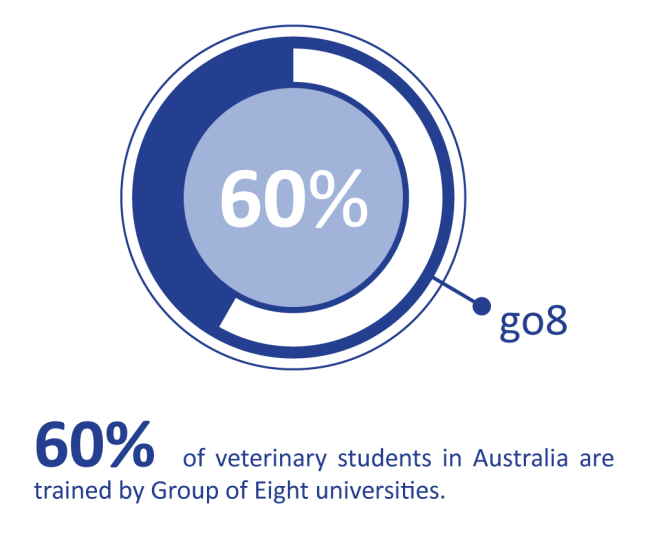 60%
go8
60% of veterinary students in Australia are
trained by Group of Eight universities.